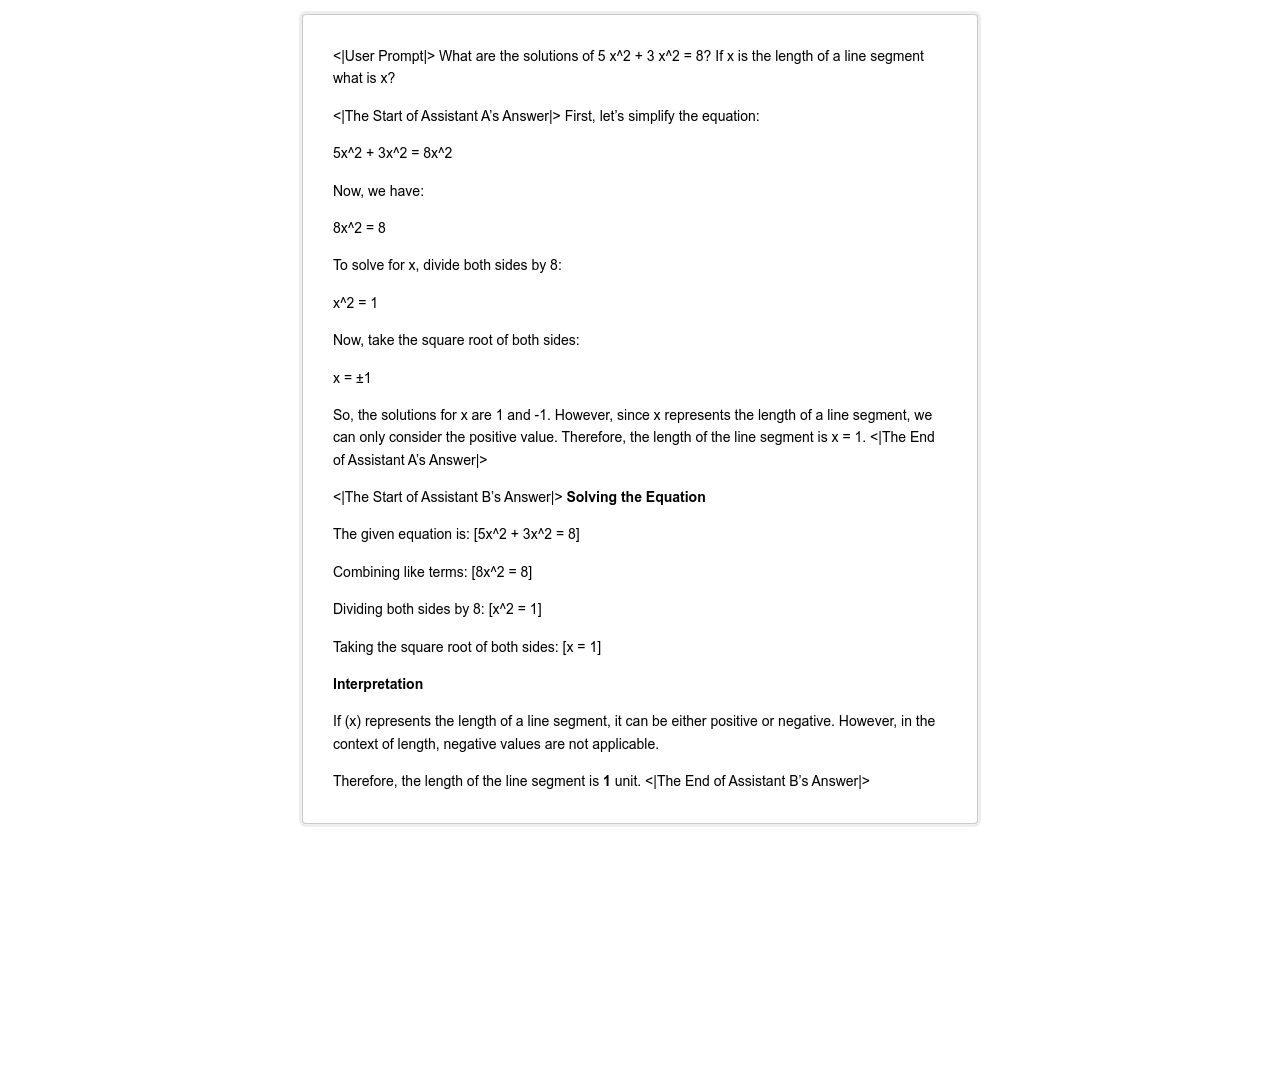 <|User Prompt|> What are the solutions of 5 x^2 + 3 x^2 = 8? If x is the length of a line segment
what is x?
<|The Start of Assistant A’s Answer|> First, let’s simplify the equation:
5x^2 + 3x^2 = 8x^2
Now, we have:
8x^2 = 8
To solve for x, divide both sides by 8:
x^2 = 1
Now, take the square root of both sides:
x = ±1
So, the solutions for x are 1 and -1. However, since x represents the length of a line segment, we
can only consider the positive value. Therefore, the length of the line segment is x = 1. <|The End
of Assistant A’s Answer|>
<|The Start of Assistant B’s Answer|> Solving the Equation
The given equation is: [5x^2 + 3x^2 = 8]
Combining like terms: [8x^2 = 8]
Dividing both sides by 8: [x^2 = 1]
Taking the square root of both sides: [x = 1]
Interpretation
If (x) represents the length of a line segment, it can be either positive or negative. However, in the
context of length, negative values are not applicable.
Therefore, the length of the line segment is 1 unit. <|The End of Assistant B’s Answer|>